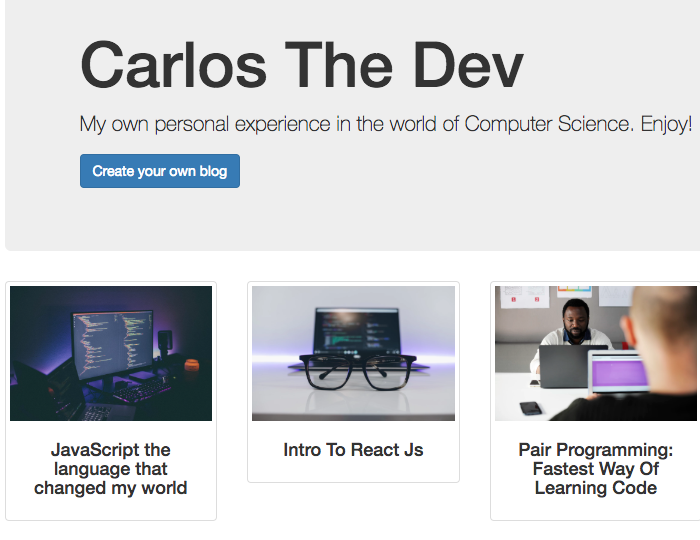 Carlos The Dev
My own personal experience in the world of Computer Science. Enjoy!
Create your own blog
JavaScript the
language that
changed my world
Intro To React Js
Pair Programming:
Fastest Way Of
Learning Code